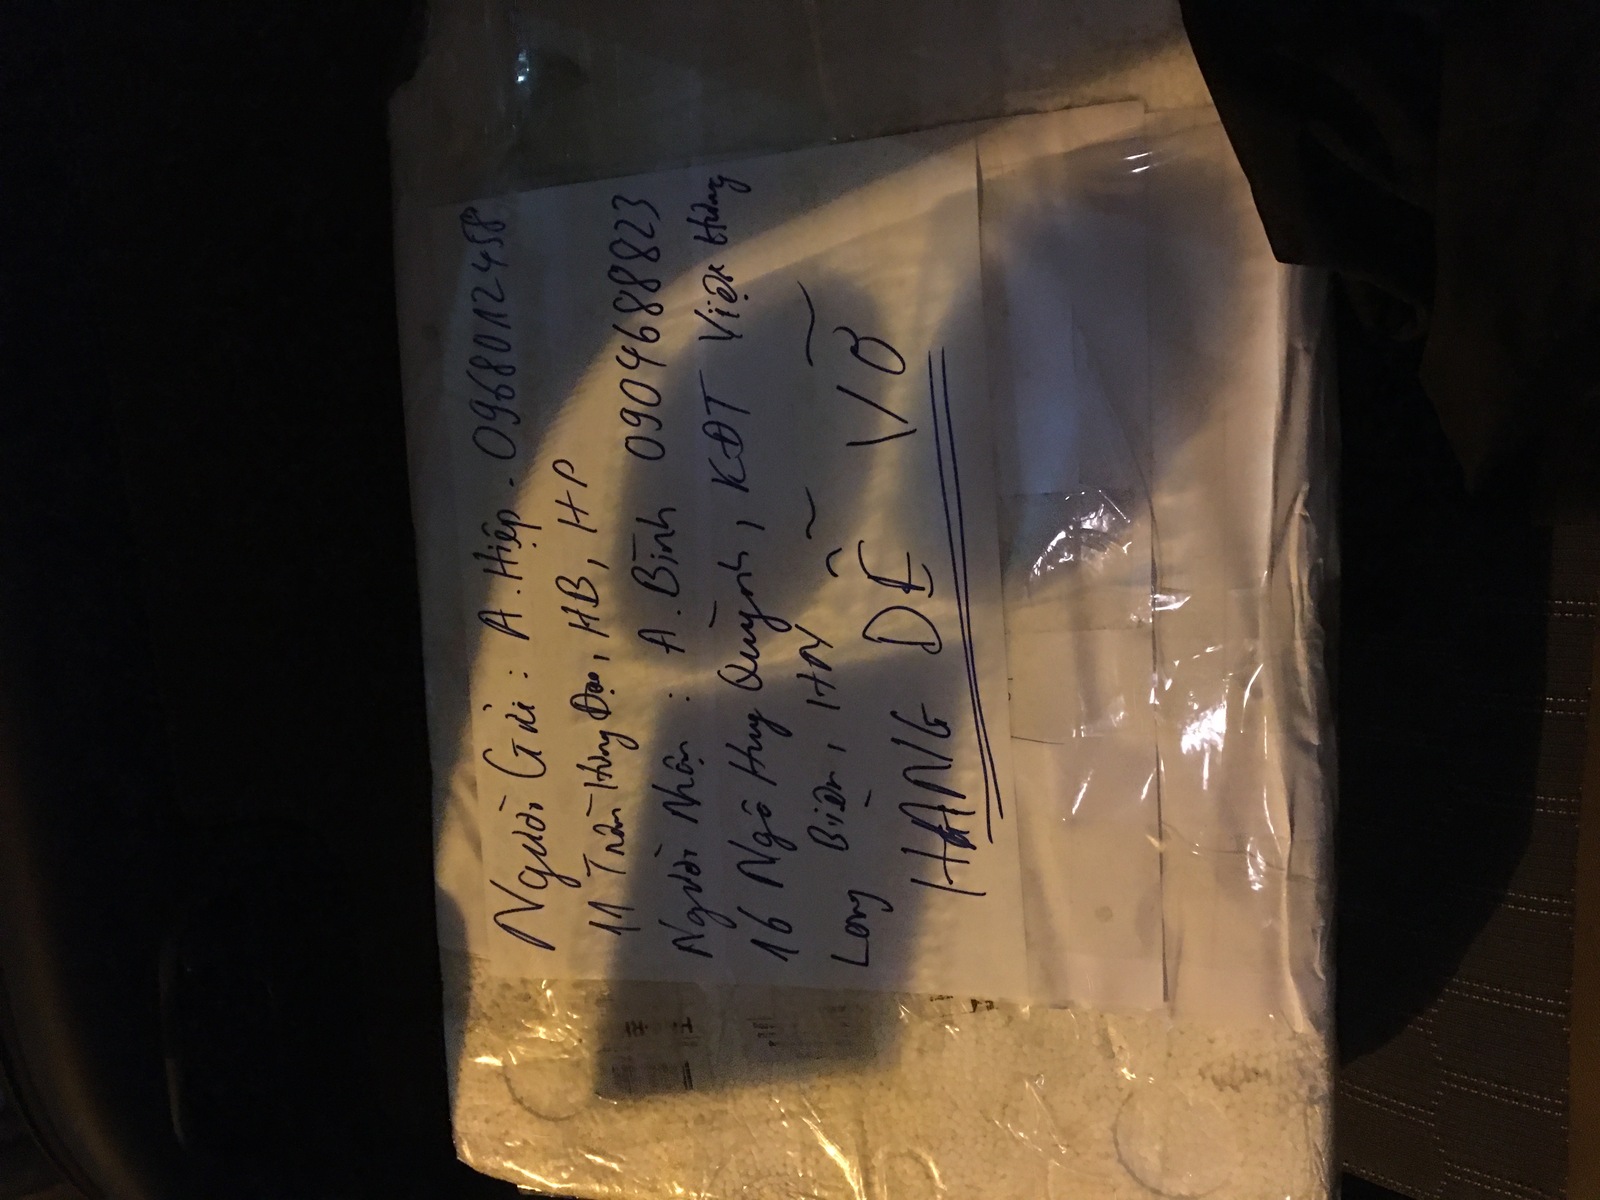 Người Gửi : A. Hiệp. 0968012458
11 Trần Hưng Đạo, HB, HP
Người Nhận : A. Bình 0904688823
16 Ngô Huy Quỳnh, KĐT Việt Hưng
Long Biên, HN
HÀNG DỄ VỠ